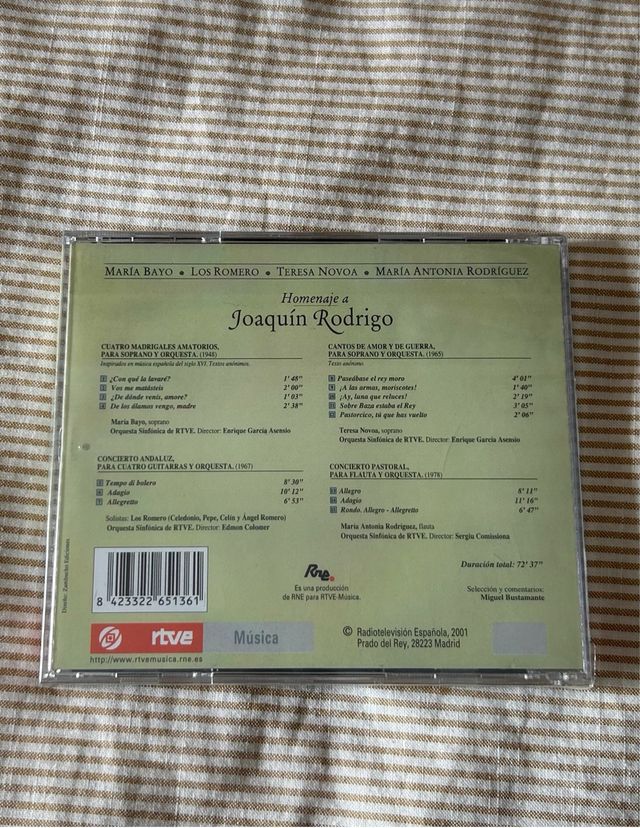 MARÍA BAYO • LOS ROMERO • TERESA NOVOA • MARÍA ANTONIA RODRÍGUEZ
Homenaje a
Joaquín Rodrigo
CUATRO MADRIGALES AMATORIOS,
PARA SOPRANO Y ORQUESTA. (1948)
Inspirados en música española del siglo XVI. Textos anónimos.
1 ¿Con qué la lavaré? 1' 48"
2 Vos me matásteis 2' 00"
3 ¿De dónde venís, amore? 1' 03"
4 De los álamos vengo, madre 2' 38"
María Bayo, soprano
Orquesta Sinfónica de RTVE. Director: Enrique García Asensio
CONCIERTO ANDALUZ,
PARA CUATRO GUITARRAS Y ORQUESTA. (1967)
5 Tempo di bolero 8' 30"
6 Adagio 10' 12"
7 Allegretto 6' 53"
Solistas: Los Romero (Celedonio, Pepe, Celín y Ángel Romero)
Orquesta Sinfónica de RTVE. Director: Edmon Colomer
CANTOS DE AMOR Y DE GUERRA,
PARA SOPRANO Y ORQUESTA. (1965)
Texto anónimo.
8 Paseábase el rey moro 4' 01"
9 ¡A las armas, moriscotes! 1' 40"
10 ¡Ay, luna que reluces! 2' 19"
11 Sobre Baza estaba el Rey 3' 05"
12 Pastorcico, tú que has vuelto 2' 06"
Teresa Novoa, soprano
Orquesta Sinfónica de RTVE. Director: Enrique García Asensio
CONCIERTO PASTORAL,
PARA FLAUTA Y ORQUESTA. (1978)
13 Allegro 8' 11"
14 Adagio 11' 16"
15 Rondo. Allegro - Allegretto 6' 47"
María Antonia Rodríguez, flauta
Orquesta Sinfónica de RTVE. Director: Sergiu Comissiona
Duración total: 72' 37"
Selección y comentarios:
Miguel Bustamante
Rne.
Es una producción
de RNE para RTVE-Música.
Diseño: Zambucho Ediciones
8 423322 651361
rtve Música
http://www.rtvemusica.rne.es
© Radiotelevisión Española, 2001
Prado del Rey, 28223 Madrid